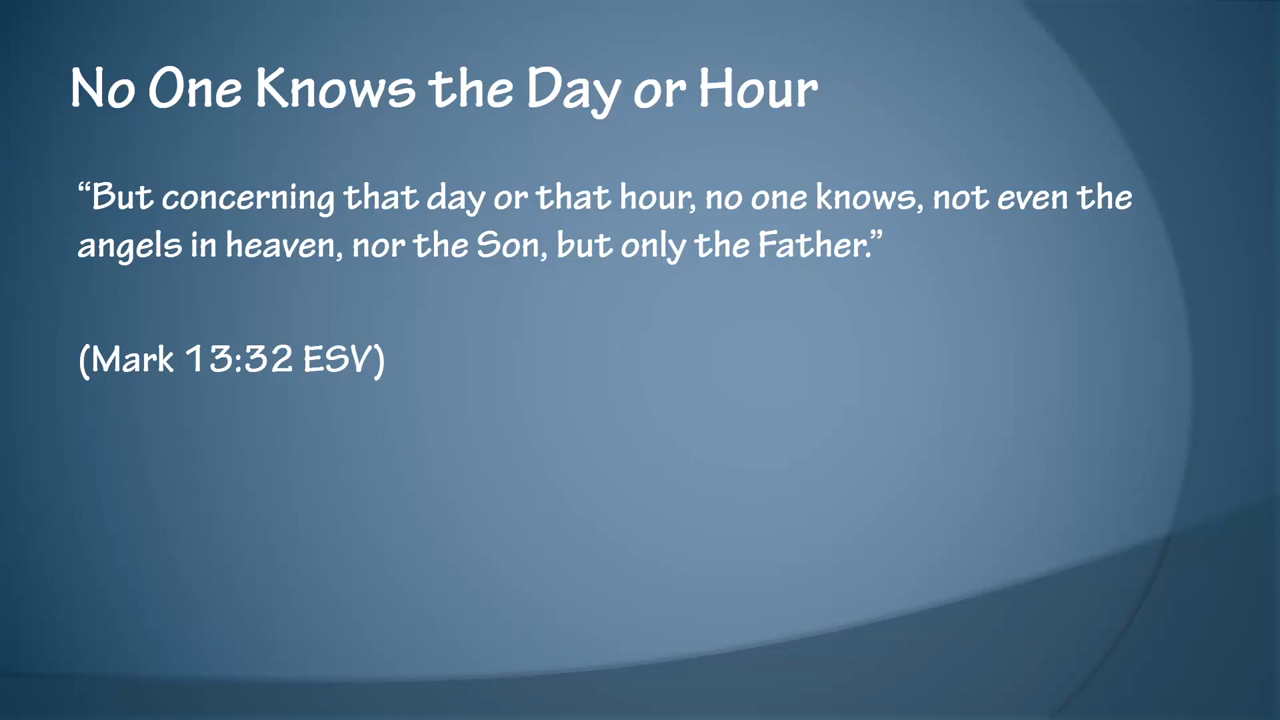 No One Knows the Day or Hour
“But concerning that day or that hour, no one knows, not even the
angels in heaven, nor the Son, but only the Father.”
(Mark 13:32 ESV)